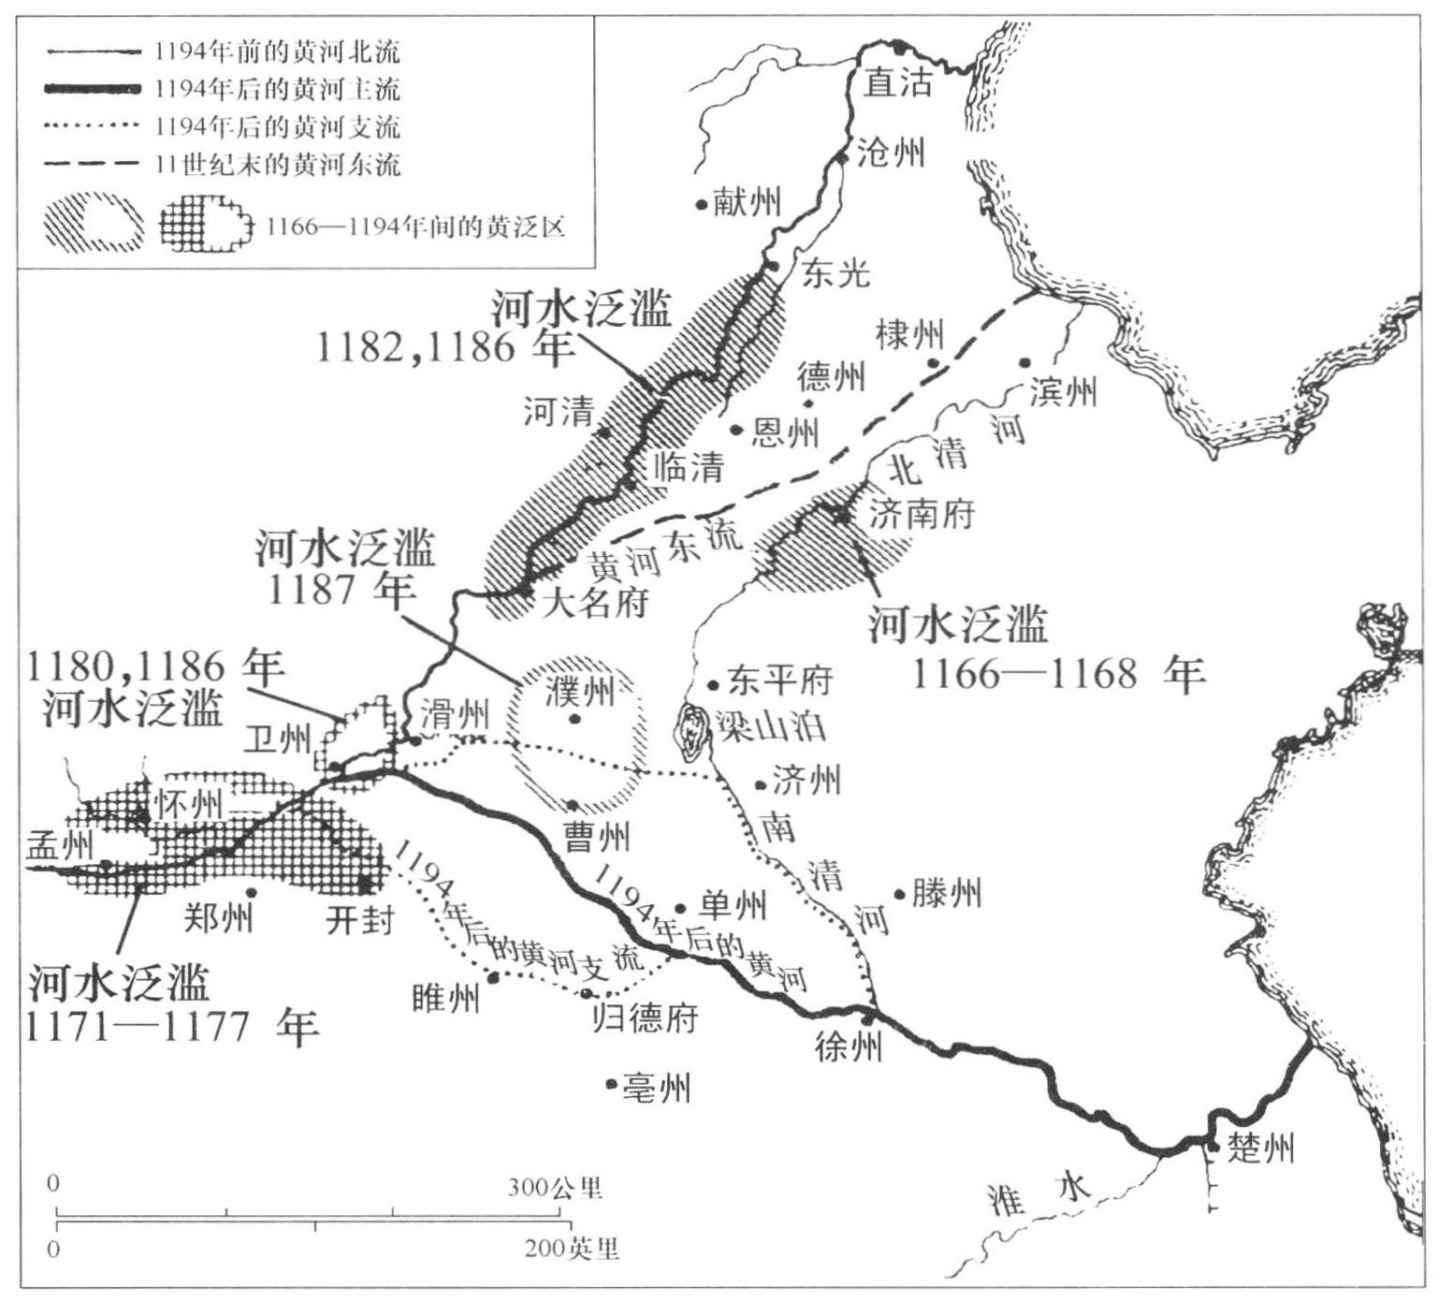 1194年前的黄河北流
1194年后的黄河主流
1194年后的黄河支流
11世纪末的黄河东流
1166—1194年间的黄泛区
直沽
沧州
献州
东光
河水泛滥
1182,1186 年
棣州
德州
滨州
河清
恩州
北清河
临清
济南府
黄河东流
河水泛滥
1187 年
大名府
河水泛滥
1166—1168 年
1180,1186 年
河水泛滥
东平府
濮州
滑州
梁山泊
卫州
济州
怀州
南清河
曹州
孟州
1194年后的黄河支流
1194年后的黄河
滕州
单州
郑州
开封
河水泛滥
1171—1177 年
睢州
归德府
徐州
亳州
楚州
淮水
0
300公里
0
200英里